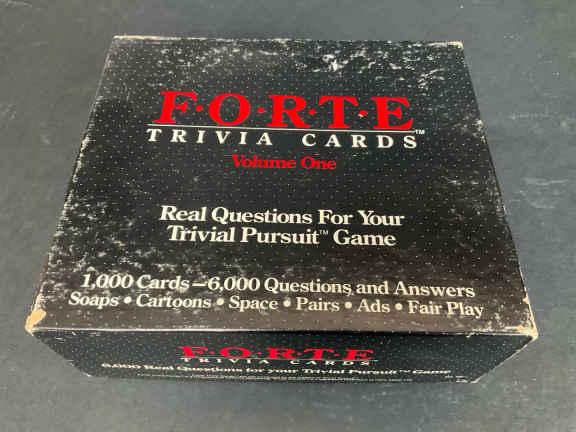 F·O·R·T·E
TRIVIA CARDS™
Volume One
Real Questions For Your
Trivial Pursuit™ Game
1,000 Cards—6,000 Questions and Answers
Soaps • Cartoons • Space • Pairs • Ads • Fair Play
F·O·R·T·E
TRIVIA CARDS
6,000 Real Questions for your Trivial Pursuit™ Game